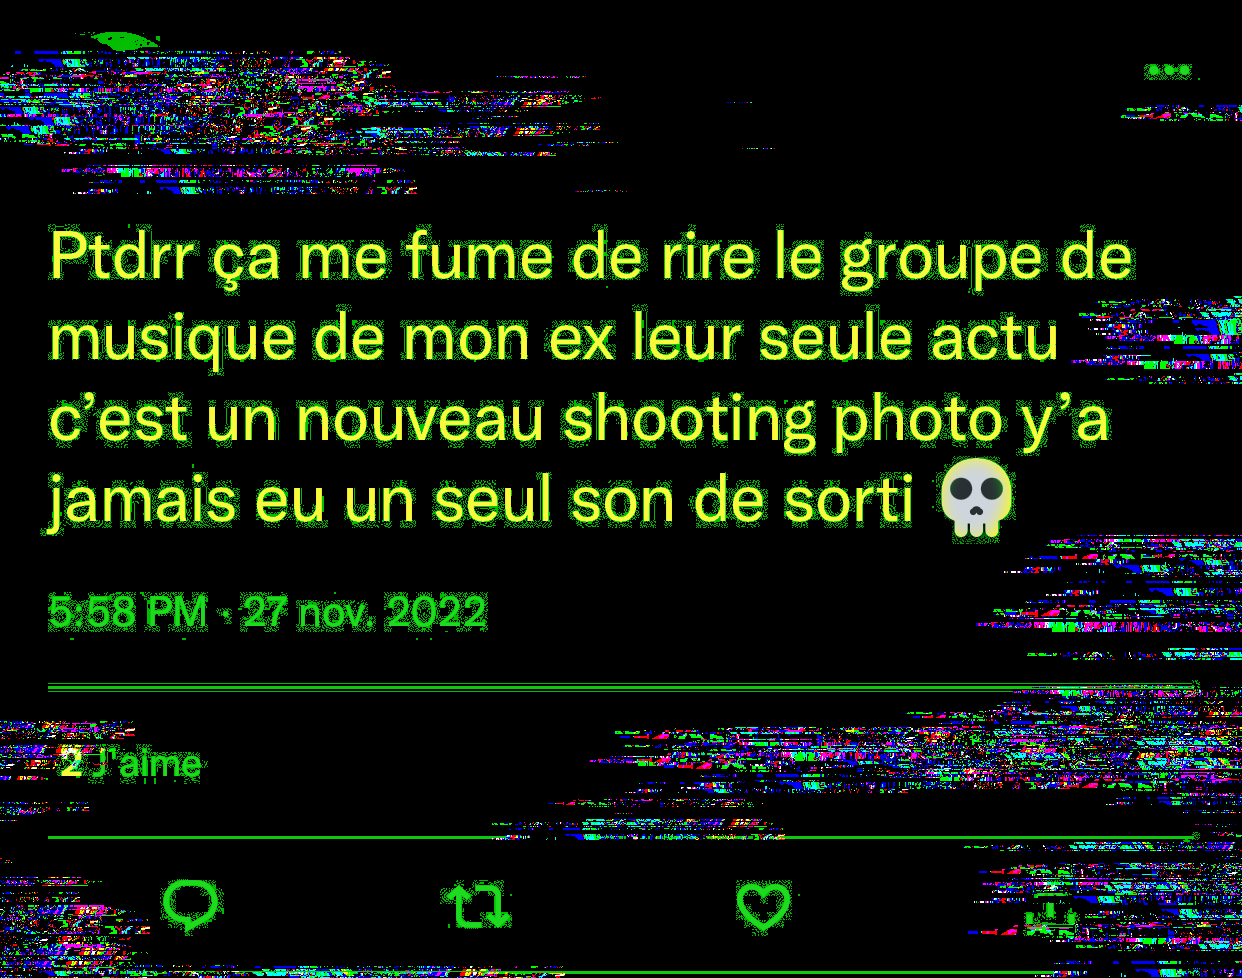 Ptdrr ça me fume de rire le groupe de
musique de mon ex leur seule actu
c’est un nouveau shooting photo y’a
jamais eu un seul son de sorti 💀
5:58 PM · 27 nov. 2022
2 J'aime